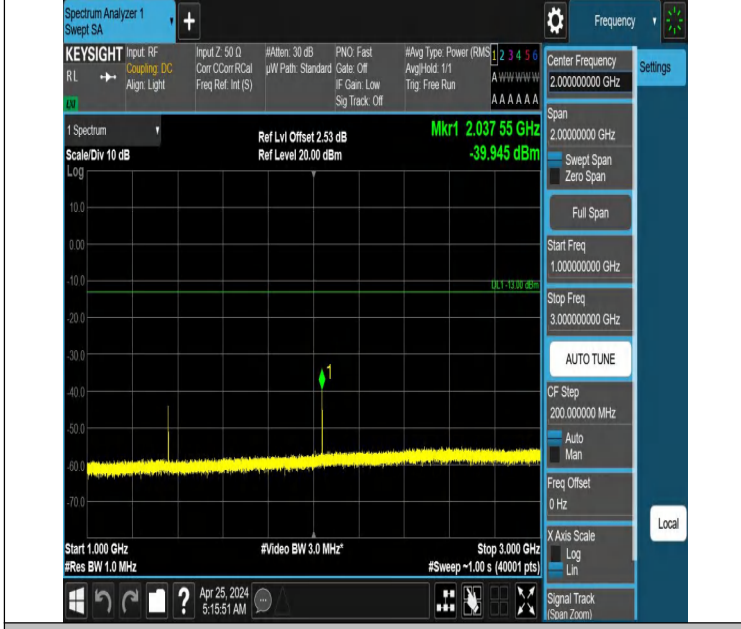 Spectrum Analyzer 1
Swept SA
+
Frequency
KEYSIGHT
RL
LXI
Input: RF
Coupling: DC
Align: Light
Input Z: 50 Ω
Corr CCorr RCal
Freq Ref: Int (S)
#Atten: 30 dB
µW Path: Standard
PNO: Fast
Gate: Off
IF Gain: Low
Sig Track: Off
#Avg Type: Power (RMS
Avg|Hold: 1/1
Trig: Free Run
1 2 3 4 5 6
A W W W W W
A A A A A A
1 Spectrum
Scale/Div 10 dB
Log
Ref Lvl Offset 2.53 dB
Ref Level 20.00 dBm
Mkr1 2.037 55 GHz
-39.945 dBm
10.0
0.00
-10.0
DL1 -13.00 dBm
-20.0
-30.0
1
-40.0
-50.0
-60.0
-70.0
Start 1.000 GHz
#Res BW 1.0 MHz
#Video BW 3.0 MHz*
Stop 3.000 GHz
#Sweep ~1.00 s (40001 pts)
Center Frequency
2.000000000 GHz
Settings
Span
2.00000000 GHz
Swept Span
Zero Span
Full Span
Start Freq
1.000000000 GHz
Stop Freq
3.000000000 GHz
AUTO TUNE
CF Step
200.000000 MHz
Auto
Man
Freq Offset
0 Hz
X Axis Scale
Log
Lin
Local
Signal Track
(Span Zoom)
?
Apr 25, 2024
5:15:51 AM